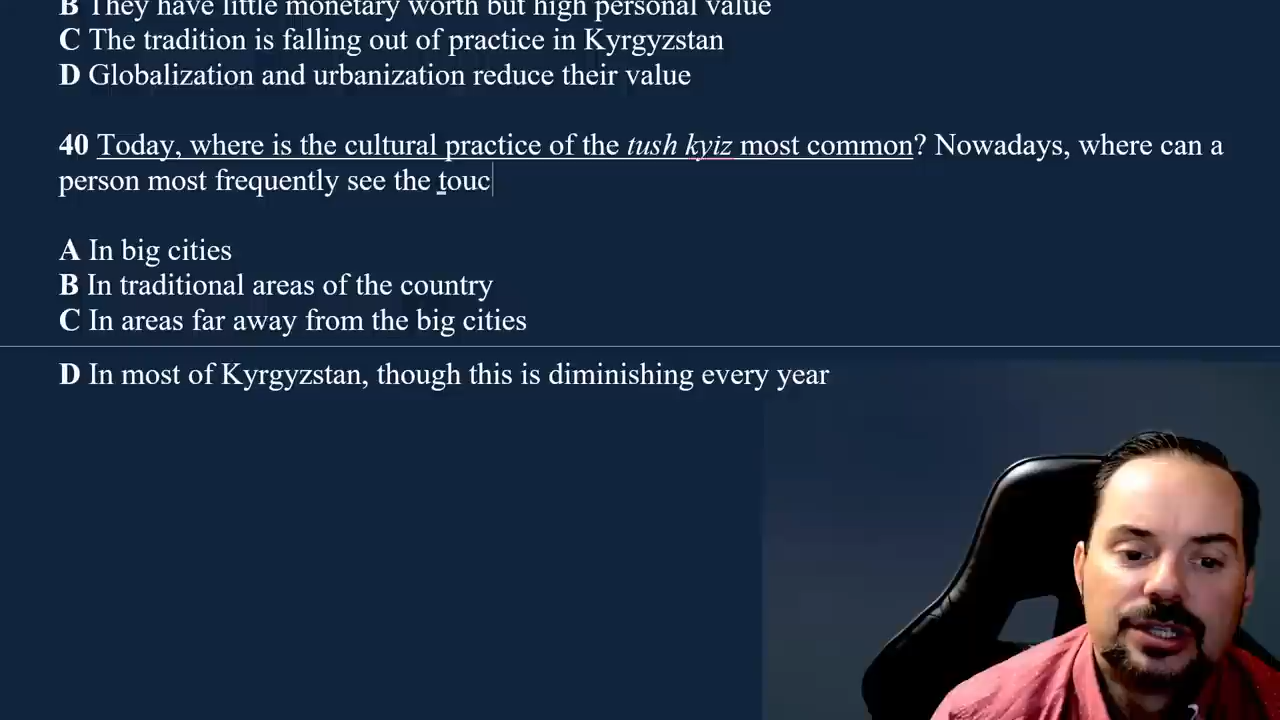 B They have little monetary worth but high personal value
C The tradition is falling out of practice in Kyrgyzstan
D Globalization and urbanization reduce their value
40 Today, where is the cultural practice of the tush kyiz most common? Nowadays, where can a
person most frequently see the touc
A In big cities
B In traditional areas of the country
C In areas far away from the big cities
D In most of Kyrgyzstan, though this is diminishing every year